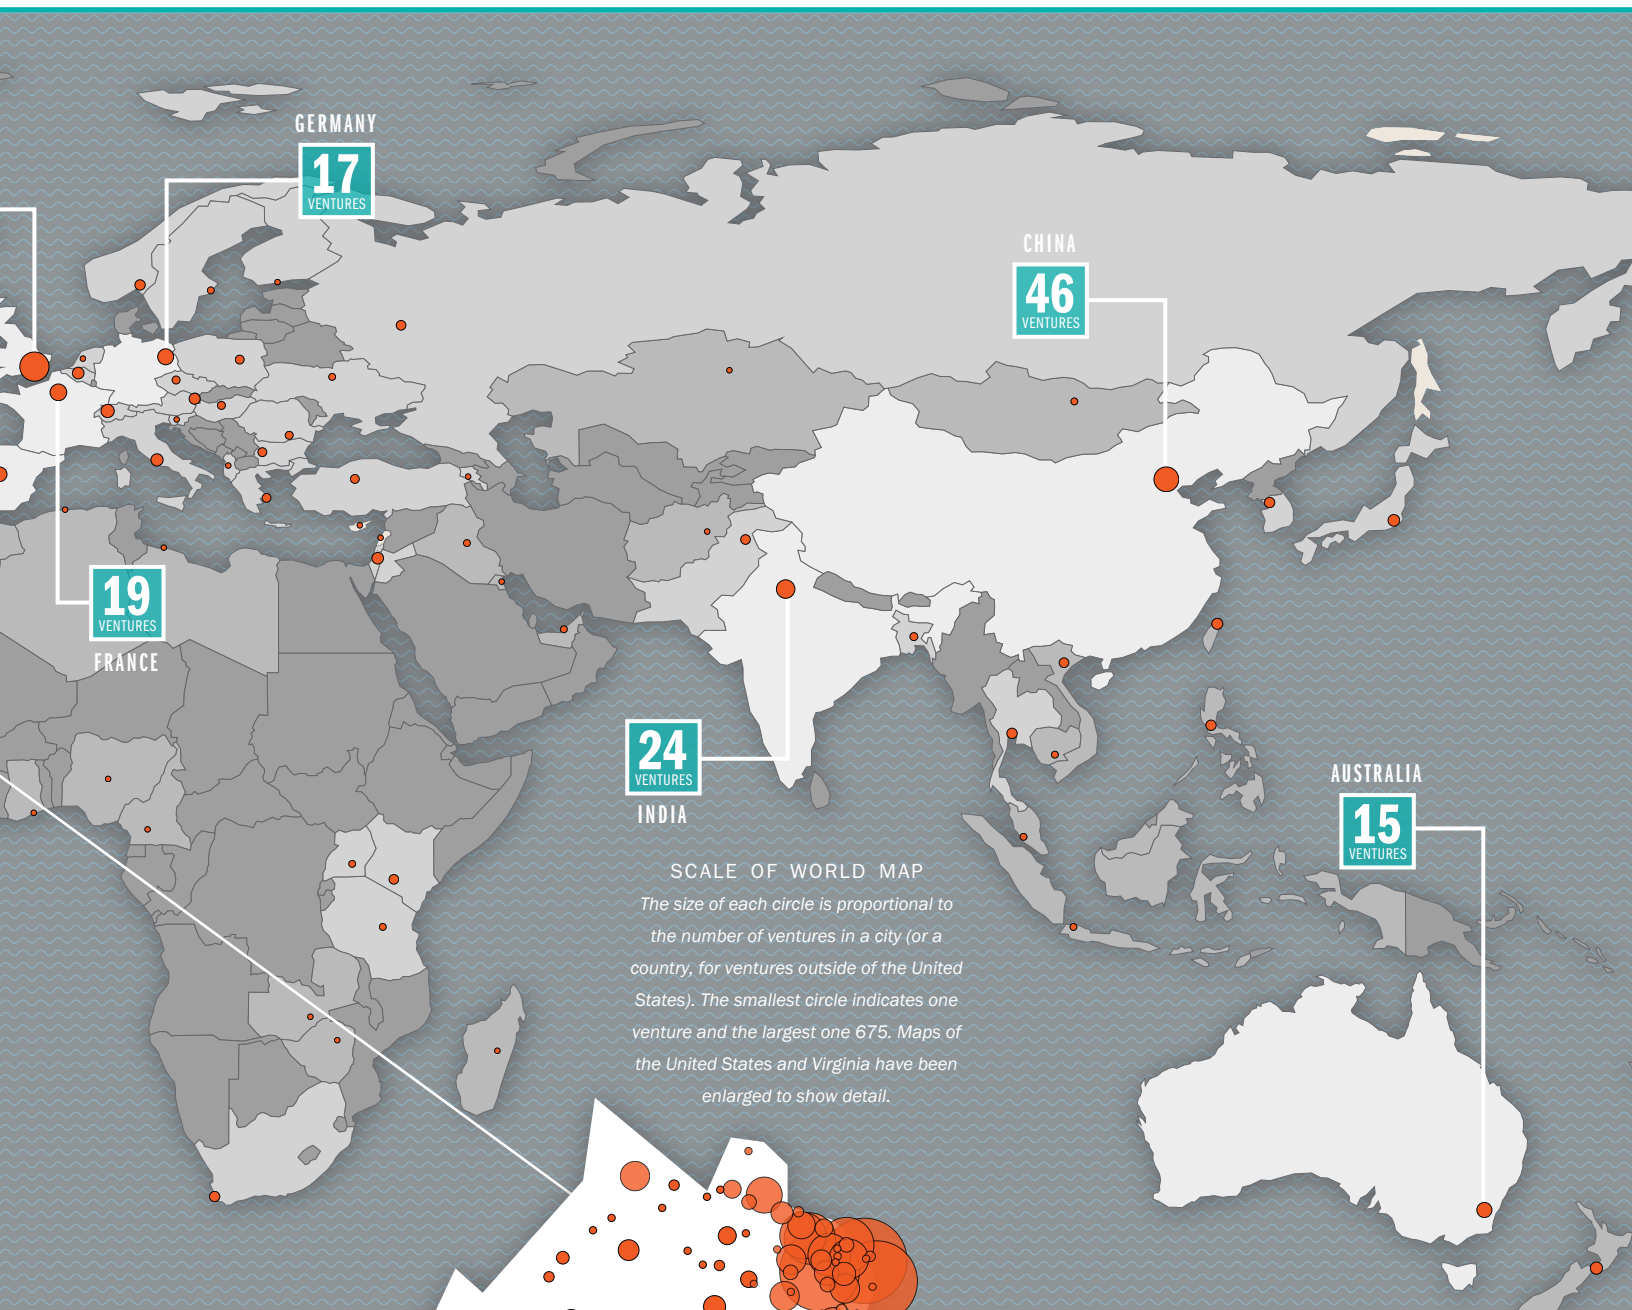 GERMANY
17
VENTURES
CHINA
46
VENTURES
19
VENTURES
FRANCE
24
VENTURES
INDIA
AUSTRALIA
15
VENTURES
SCALE OF WORLD MAP
The size of each circle is proportional to
the number of ventures in a city (or a
country, for ventures outside of the United
States). The smallest circle indicates one
venture and the largest one 675. Maps of
the United States and Virginia have been
enlarged to show detail.